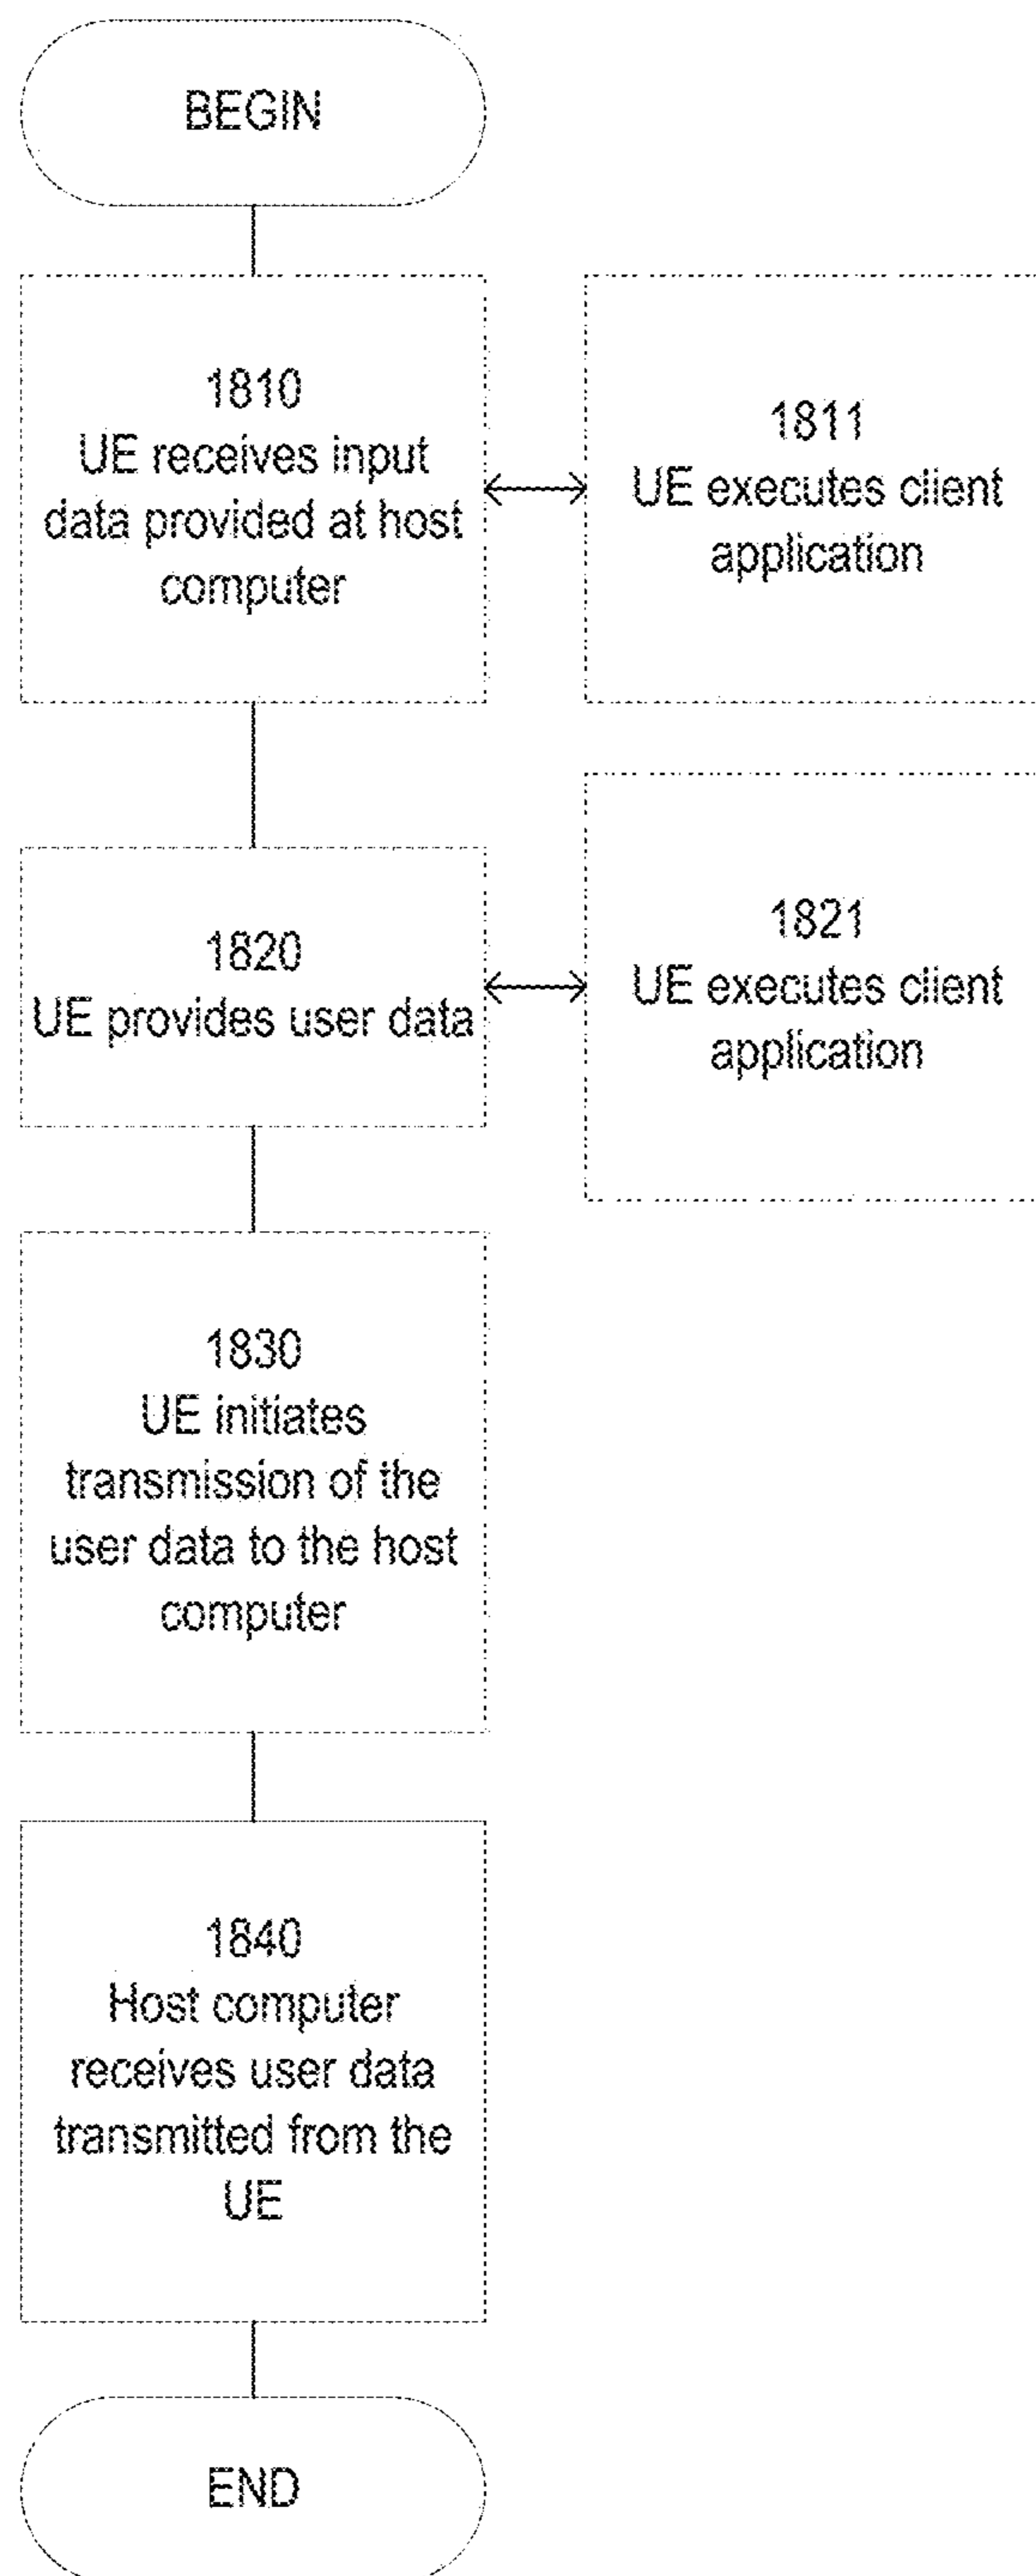 BEGIN
1810
UE receives input
data provided at host
computer
1811
UE executes client
application
1820
UE provides user data
1821
UE executes client
application
1830
UE initiates
transmission of the
user data to the host
computer
1840
Host computer
receives user data
transmitted from the
UE
END